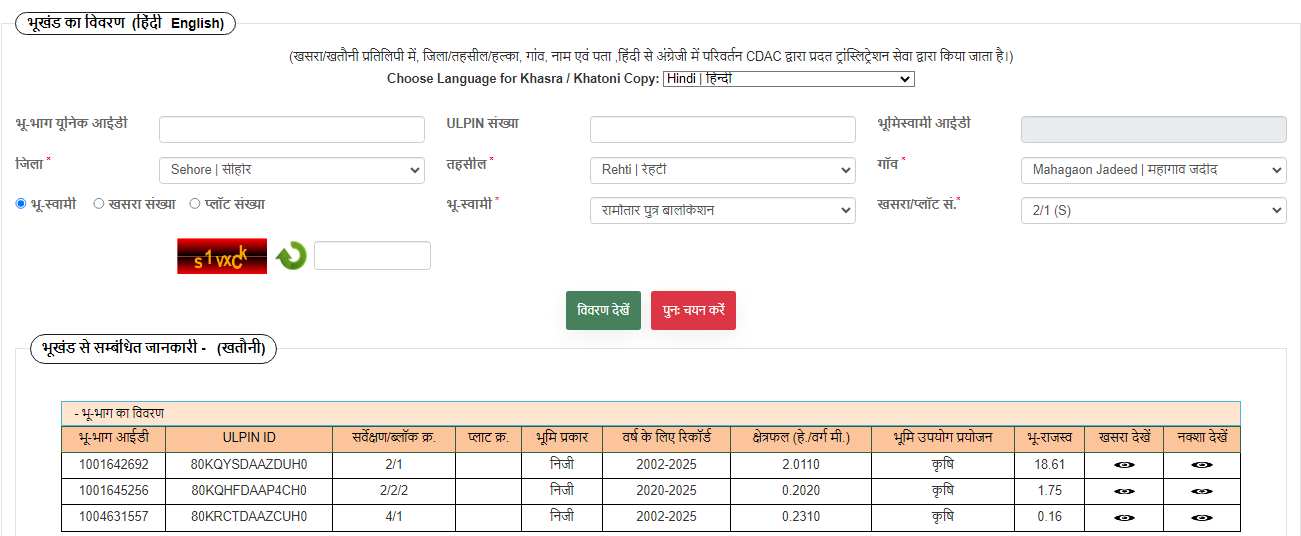 भूखंड का विवरण (हिंदी English)
(खसरा/खतौनी प्रतिलिपी में, जिला/तहसील/हल्का, गांव, नाम एवं पता ,हिंदी से अंग्रेजी में परिवर्तन CDAC द्वारा प्रदत ट्रांस्लिट्रेशन सेवा द्वारा किया जाता है।)
Choose Language for Khasra / Khatoni Copy: Hindi | हिन्दी
भू-भाग यूनिक आईडी ULPIN संख्या भूमिस्वामी आईडी
जिला * Sehore | सीहोर तहसील * Rehti | रेहटी गाँव * Mahagaon Jadeed | महागाव जदीद
भू-स्वामी खसरा संख्या प्लॉट संख्या भू-स्वामी * रामोतार पुत्र बालकिशन खसरा/प्लॉट सं.* 2/1 (S)
s1vxCk
विवरण देखें पुनः चयन करें
भूखंड से सम्बंधित जानकारी - (खतौनी)
- भू-भाग का विवरण
भू-भाग आईडी ULPIN ID सर्वेक्षण/ब्लॉक क्र. प्लाट क्र. भूमि प्रकार वर्ष के लिए रिकॉर्ड क्षेत्रफल (हे./वर्ग मी.) भूमि उपयोग प्रयोजन भू-राजस्व खसरा देखें नक्शा देखें
1001642692 80KQYSDAAZDUH0 2/1 निजी 2002-2025 2.0110 कृषि 18.61
1001645256 80KQHFDAAP4CH0 2/2/2 निजी 2020-2025 0.2020 कृषि 1.75
1004631557 80KRCTDAAZCUH0 4/1 निजी 2002-2025 0.2310 कृषि 0.16